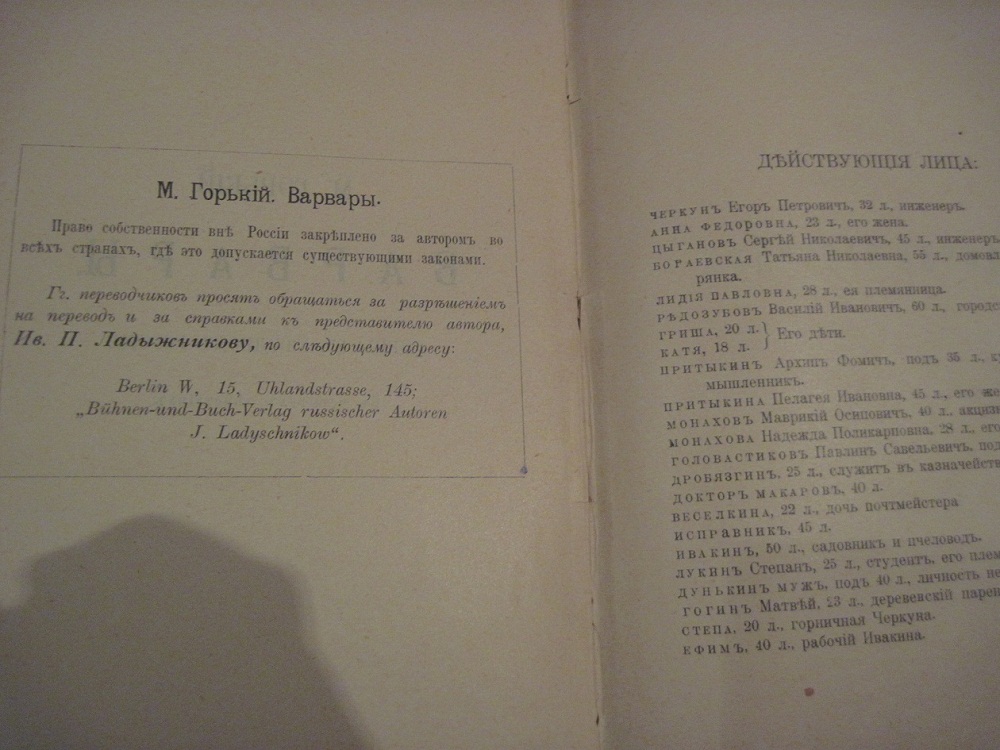 М. Горькій. Варвары.
Право собственности внѣ Россіи закрѣплено за авторомъ во
всѣхъ странахъ, гдѣ это допускается существующими законами.
Гг. переводчиковъ просятъ обращаться за разрѣшеніемъ
на переводъ и за справками къ представителю автора,
Ив. П. Ладыжникову, по слѣдующему адресу:
Berlin W, 15, Uhlandstrasse, 145;
„Bühnen-und-Buch-Verlag russischer Autoren
J. Ladyschnikow“.
ДѢЙСТВУЮЩІЯ ЛИЦА:
ЧЕРКУНЪ Егоръ Петровичъ, 32 л., инженеръ.
АННА ФЕДОРОВНА, 23 л., его жена.
ЦЫГАНОВЪ Сергѣй Николаевичъ, 45 л., инженеръ.
БОГАЕВСКАЯ Татьяна Николаевна, 55 л., домовла
рянка.
ЛИДІЯ ПАВЛОВНА, 28 л., ея племянница.
РѢДОЗУБОВЪ Василій Ивановичъ, 60 л., городс
ГРИША, 20 л. } Его дѣти.
КАТЯ, 18 л.
ПРИТЫКИНЪ Архипъ Фомичъ, подъ 35 л., к
мышленникъ.
ПРИТЫКИНА Пелагея Ивановна, 45 л., его же
МОНАХОВЪ Маврикій Осиповичъ, 40 л., акциз
МОНАХОВА Надежда Поликарповна, 28 л., его
ГОЛОВАСТИКОВЪ Павлинъ Савельевичъ, под
ДРОБЯЗГИНЪ, 25 л., служитъ въ казначейств
ДОКТОРЪ МАКАРОВЪ, 40 л.
ВЕСЕЛКИНА, 22 л., дочь почтмейстера
ИСПРАВНИКЪ, 45 л.
ИВАКИНЪ, 50 л., садовникъ и пчеловодъ.
ЛУКИНЪ Степанъ, 25 л., студентъ, его плем
ДУНЬКИНЪ МУЖЪ, подъ 40 л., личность не
ГОГИНЪ Матвѣй, 23 л., деревевскій парен
СТЕПА, 20 л., горничная Черкуна.
ЕФИМЪ, 40 л., рабочій Ивакина.